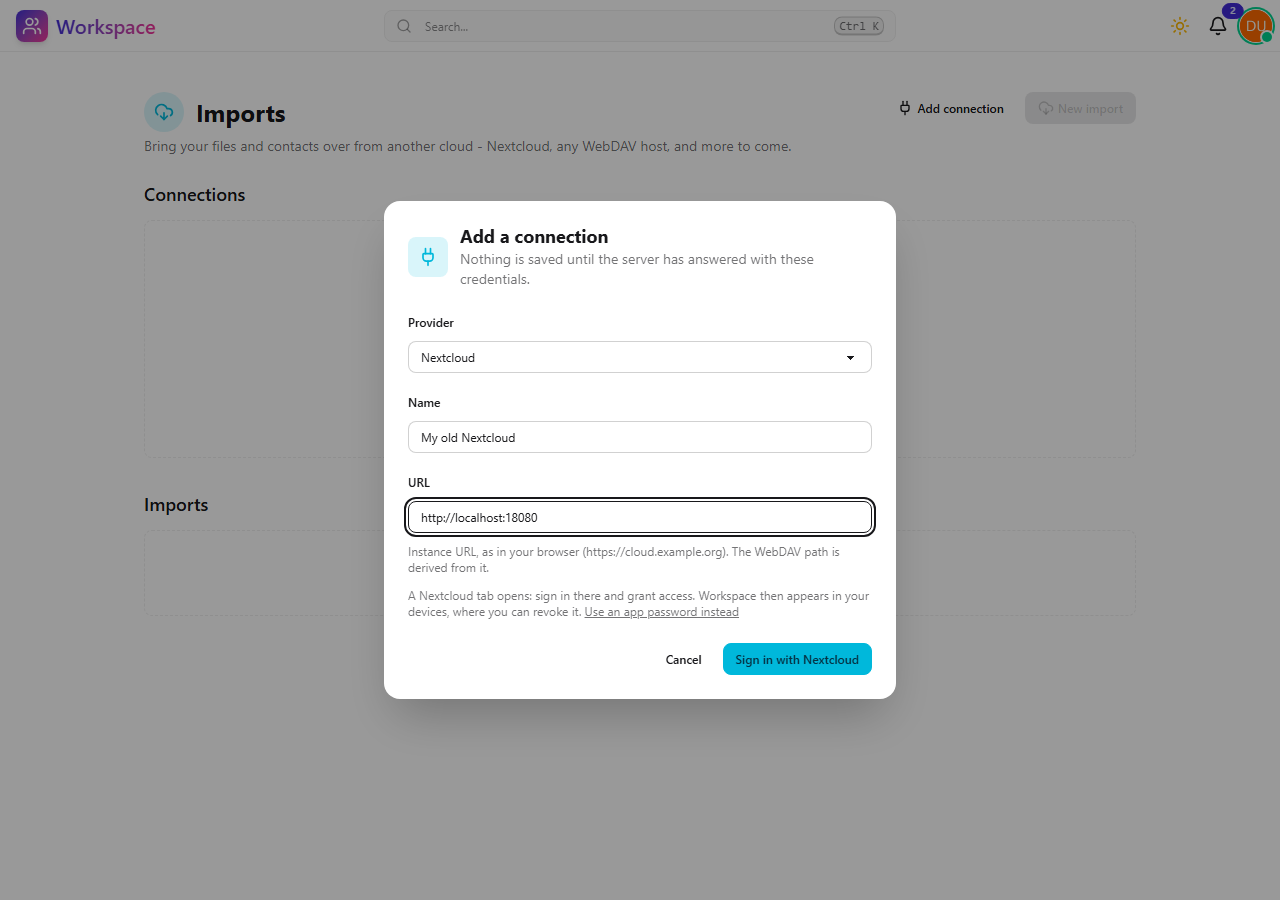 Workspace
Search...
Ctrl K
2
DU
Imports
Add connection
New import
Bring your files and contacts over from another cloud - Nextcloud, any WebDAV host, and more to come.
Connections
Add a connection
Nothing is saved until the server has answered with these
credentials.
Provider
Nextcloud
Name
My old Nextcloud
URL
http://localhost:18080
Instance URL, as in your browser (https://cloud.example.org). The WebDAV path is
derived from it.
A Nextcloud tab opens: sign in there and grant access. Workspace then appears in your
devices, where you can revoke it. Use an app password instead
Cancel
Sign in with Nextcloud
Imports